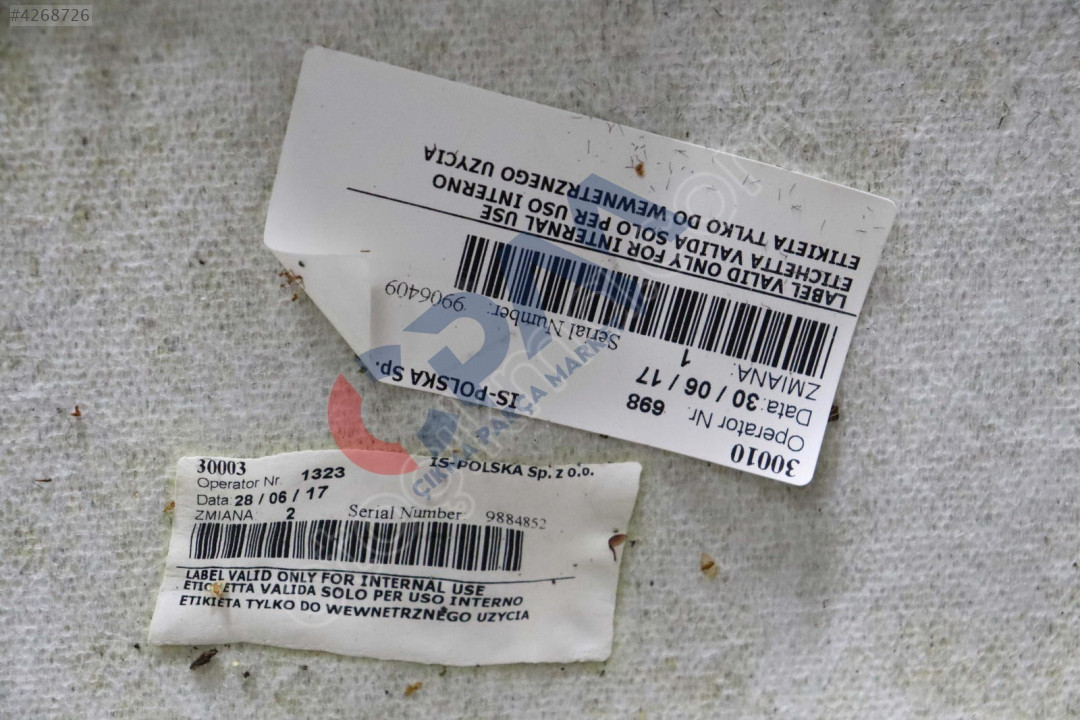 #4268726
30010
Operator Nr. 698
Data: 30 / 06 / 17
ZMIANA: 1
IS-POLSKA Sp.
Serial Number: 9906409
LABEL VALID ONLY FOR INTERNAL USE
ETICHETTA VALIDA SOLO PER USO INTERNO
ETIKIETA TYLKO DO WEWNETRZNEGO UZYCIA
ÇIKMA PARÇA MARKET
30003
Operator Nr. 1323
IS-POLSKA Sp. z o.o.
Data: 28 / 06 / 17
ZMIANA: 2
Serial Number 9884852
LABEL VALID ONLY FOR INTERNAL USE
ETICHETTA VALIDA SOLO PER USO INTERNO
ETIKIETA TYLKO DO WEWNETRZNEGO UZYCIA